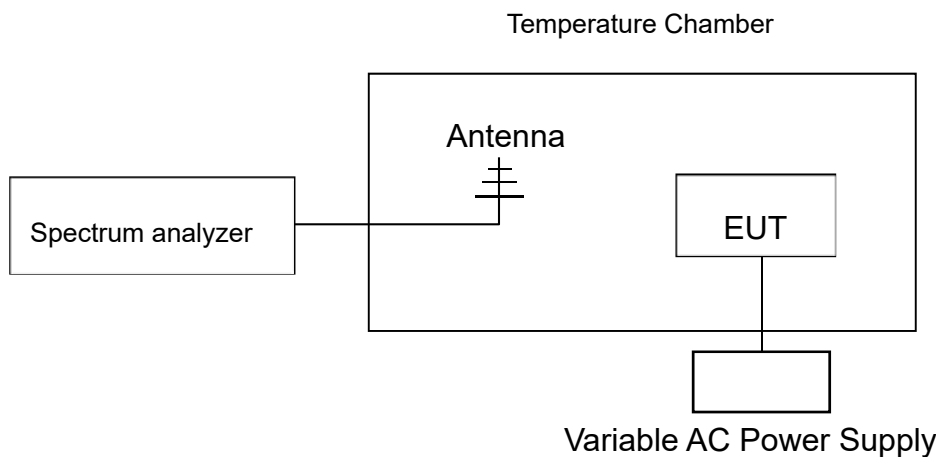 Temperature Chamber
Antenna
Spectrum analyzer
EUT
Variable AC Power Supply